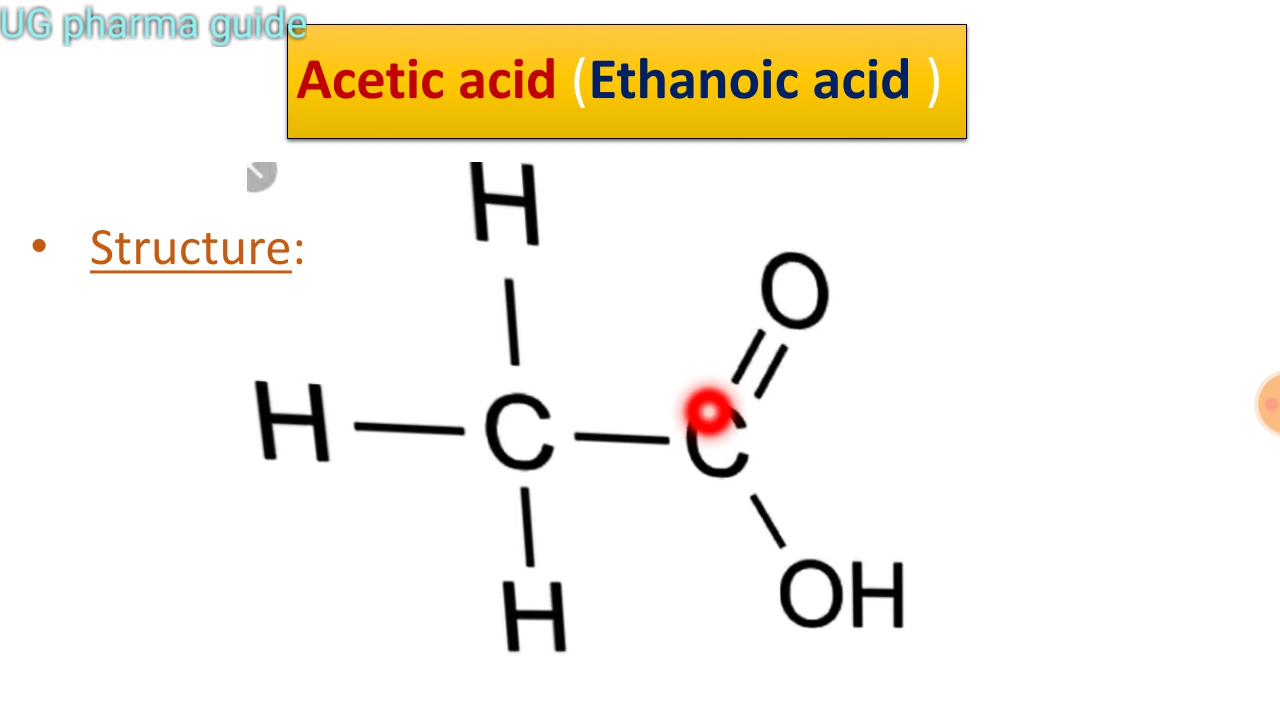 UG pharma guide
Acetic acid (Ethanoic acid )
• Structure:
H
O
H C C
H
OH